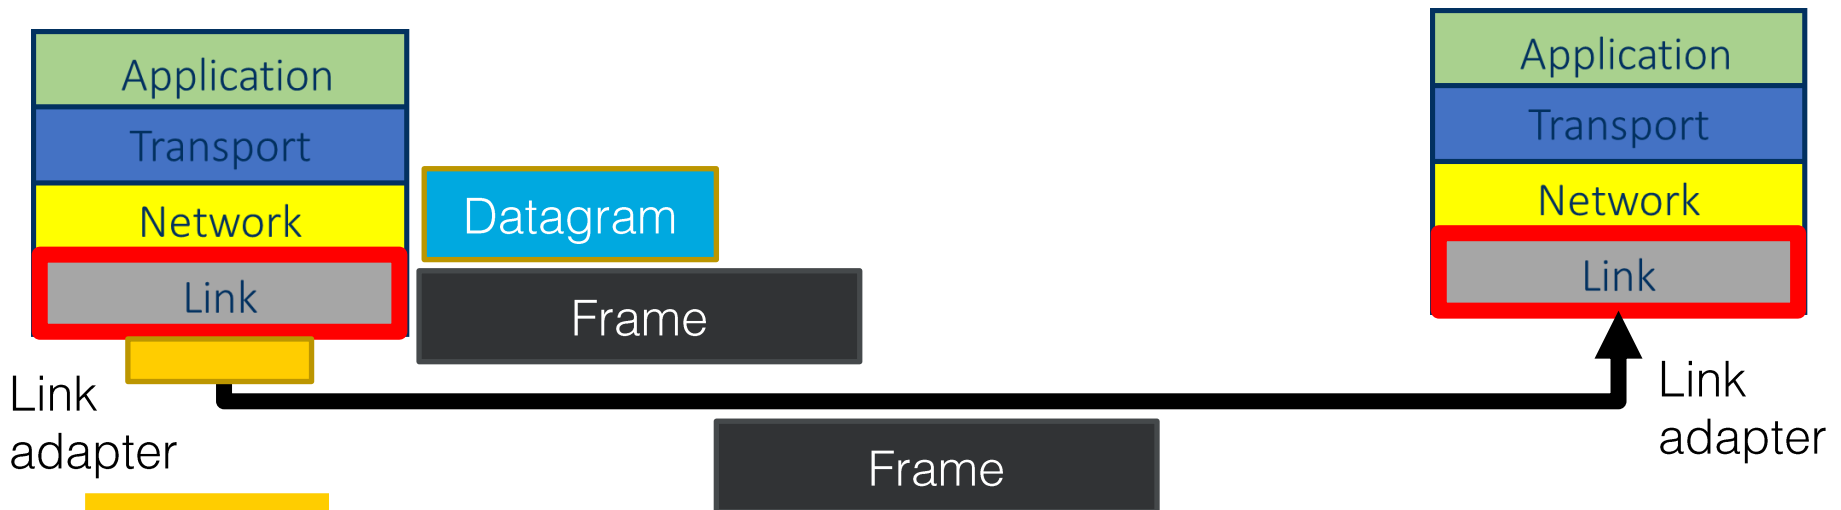 Application
Transport
Network
Link
Datagram
Frame
Link
adapter
Frame
Application
Transport
Network
Link
Link
adapter